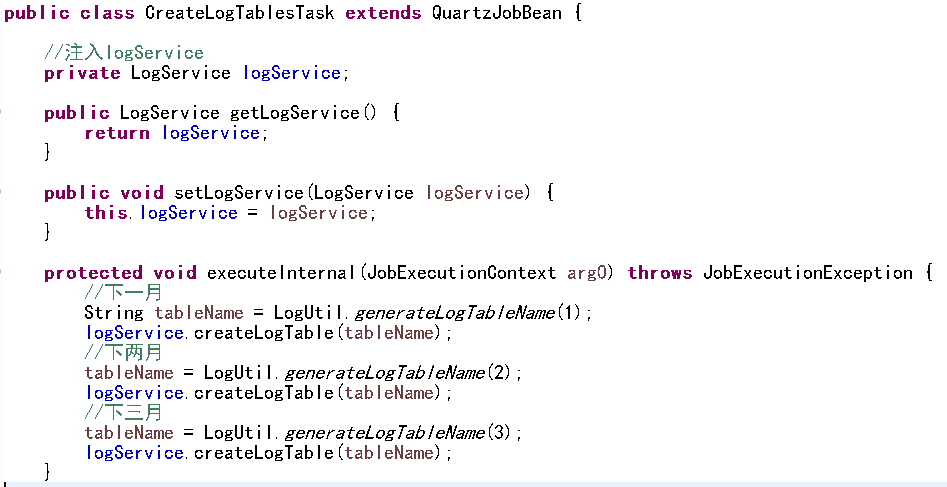 public class CreateLogTablesTask extends QuartzJobBean {
//注入logService
private LogService logService;
public LogService getLogService() {
return logService;
}
public void setLogService(LogService logService) {
this.logService = logService;
}
protected void executeInternal(JobExecutionContext arg0) throws JobExecutionException {
//下一月
String tableName = LogUtil.generateLogTableName(1);
logService.createLogTable(tableName);
//下两月
tableName = LogUtil.generateLogTableName(2);
logService.createLogTable(tableName);
//下三月
tableName = LogUtil.generateLogTableName(3);
logService.createLogTable(tableName);
}